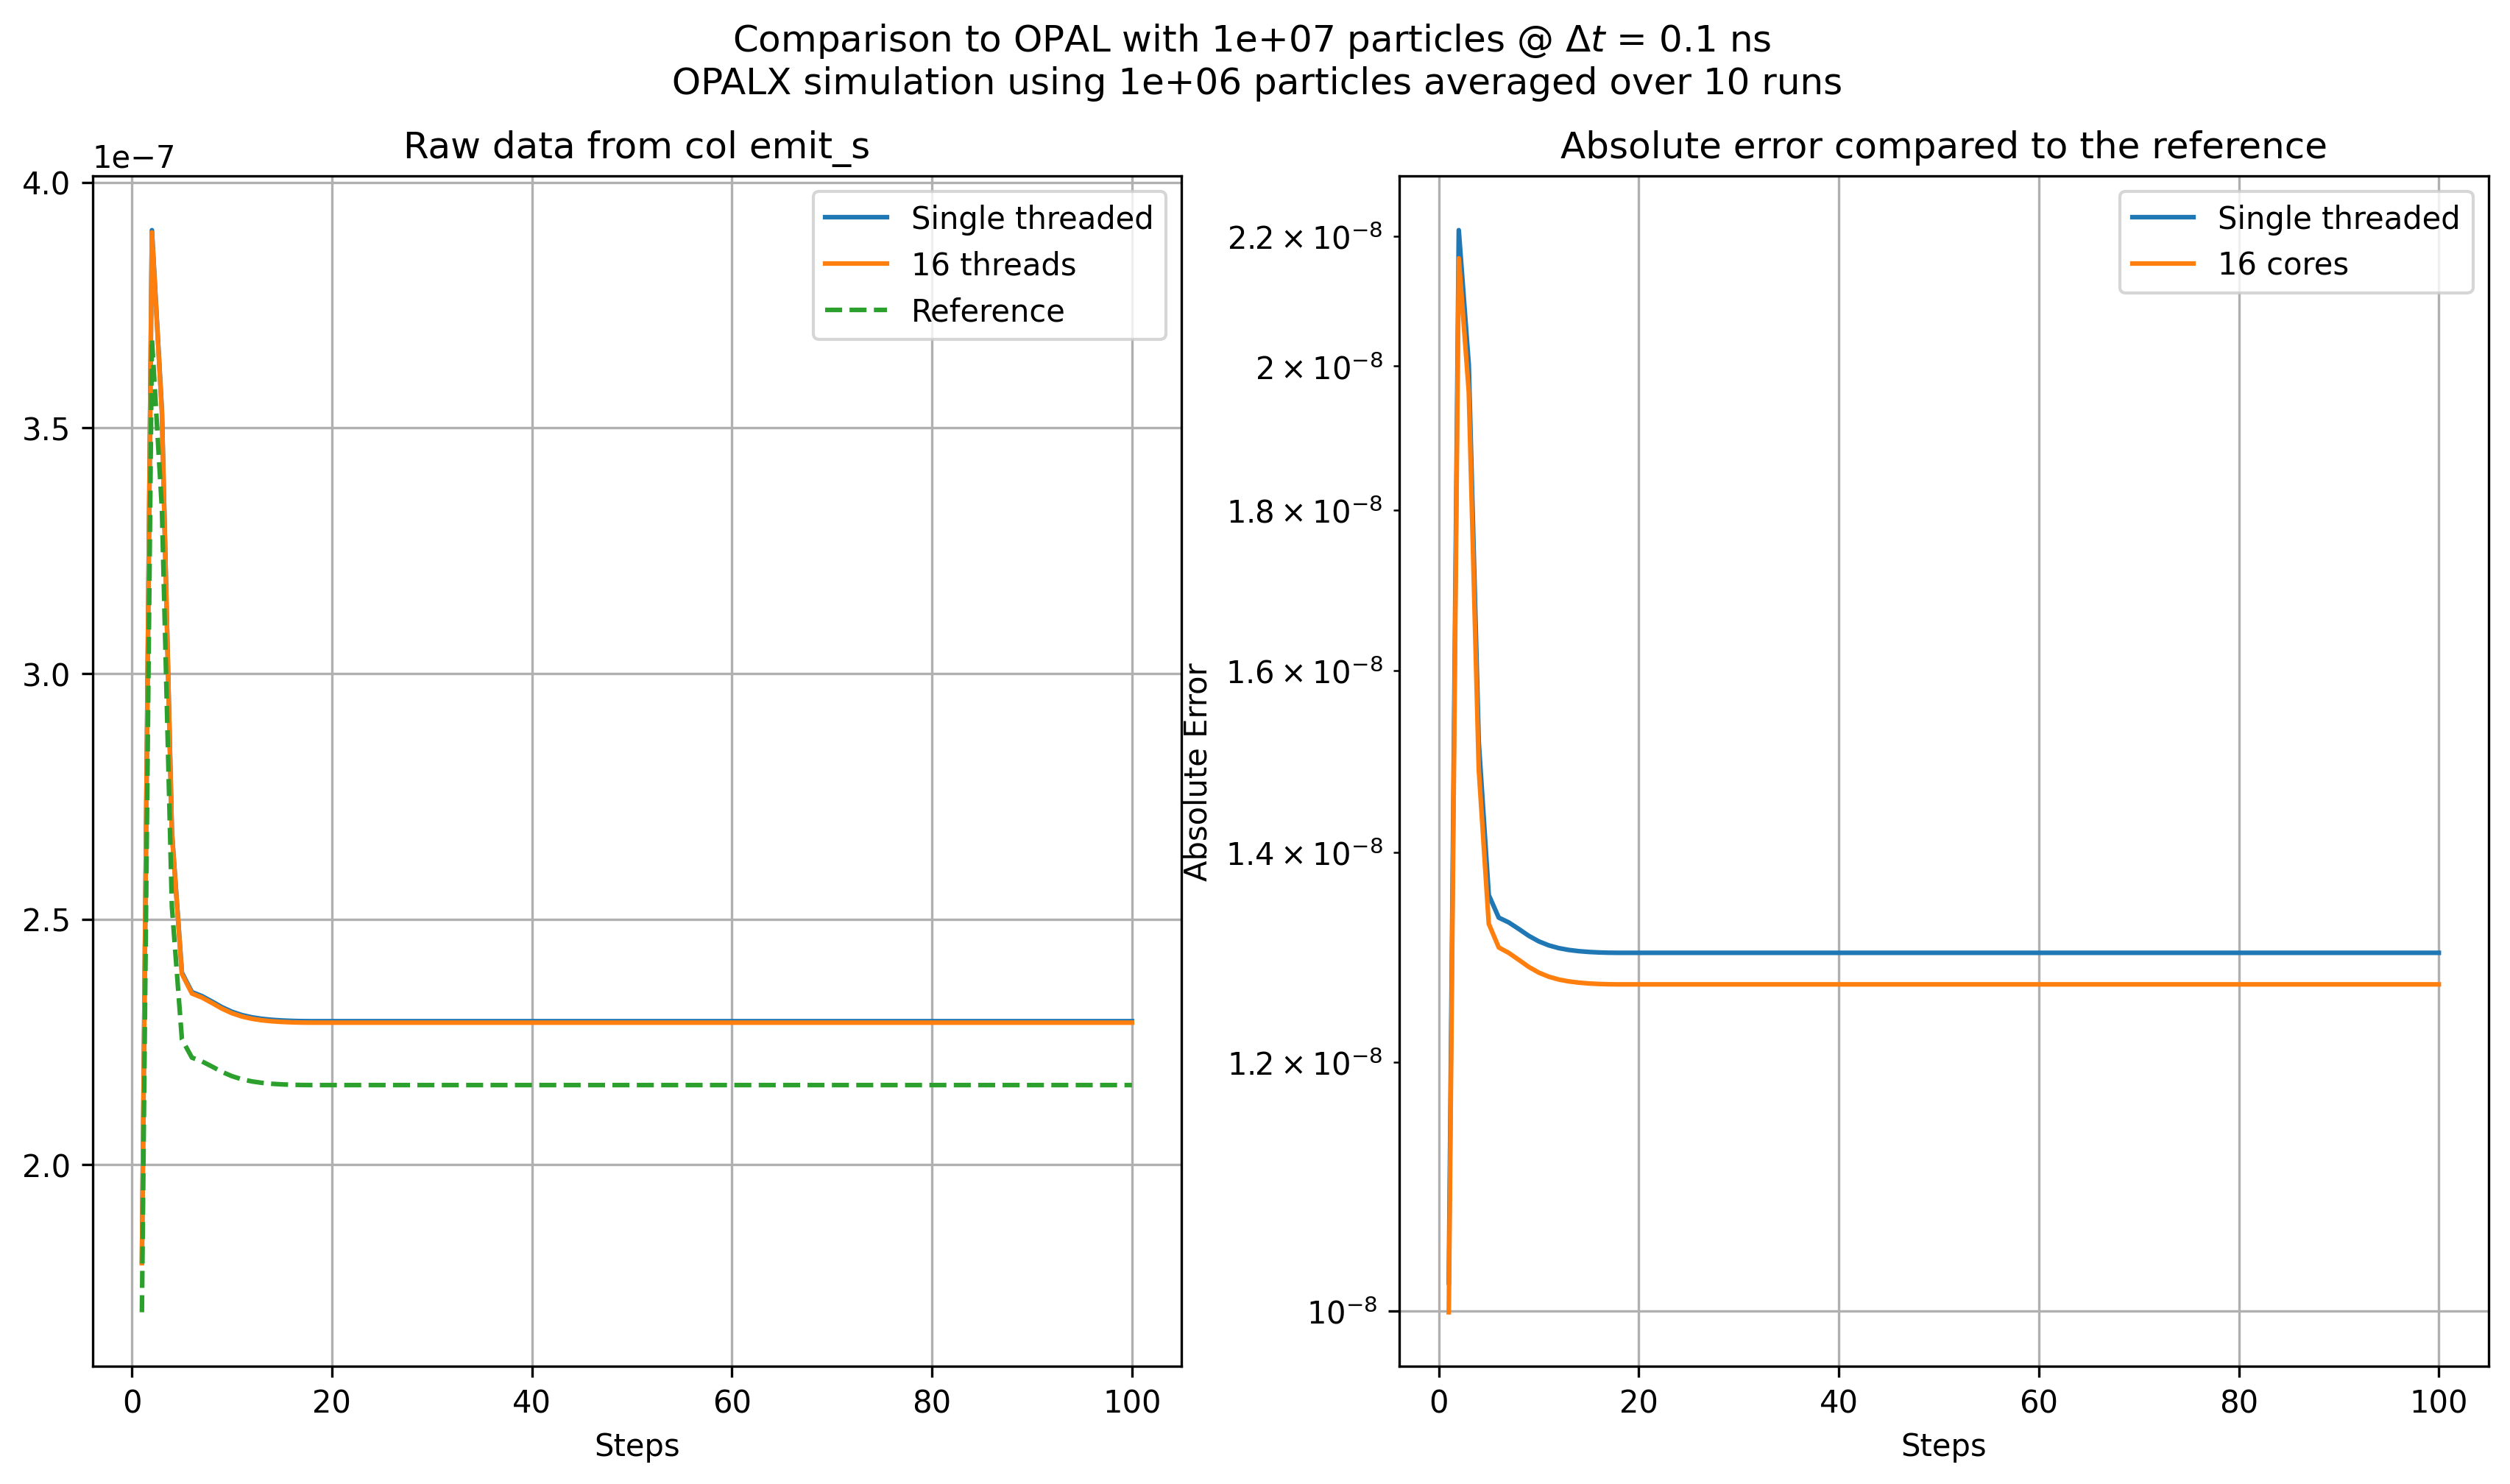 Comparison to OPAL with 1e+07 particles @ Δt = 0.1 ns
OPALX simulation using 1e+06 particles averaged over 10 runs
Raw data from col emit_s
1e−7
4.0
3.5
3.0
2.5
2.0
0 20 40 60 80 100
Steps
Single threaded
16 threads
Reference
Absolute error compared to the reference
Absolute Error
2.2 × 10⁻⁸
2 × 10⁻⁸
1.8 × 10⁻⁸
1.6 × 10⁻⁸
1.4 × 10⁻⁸
1.2 × 10⁻⁸
10⁻⁸
0 20 40 60 80 100
Steps
Single threaded
16 cores